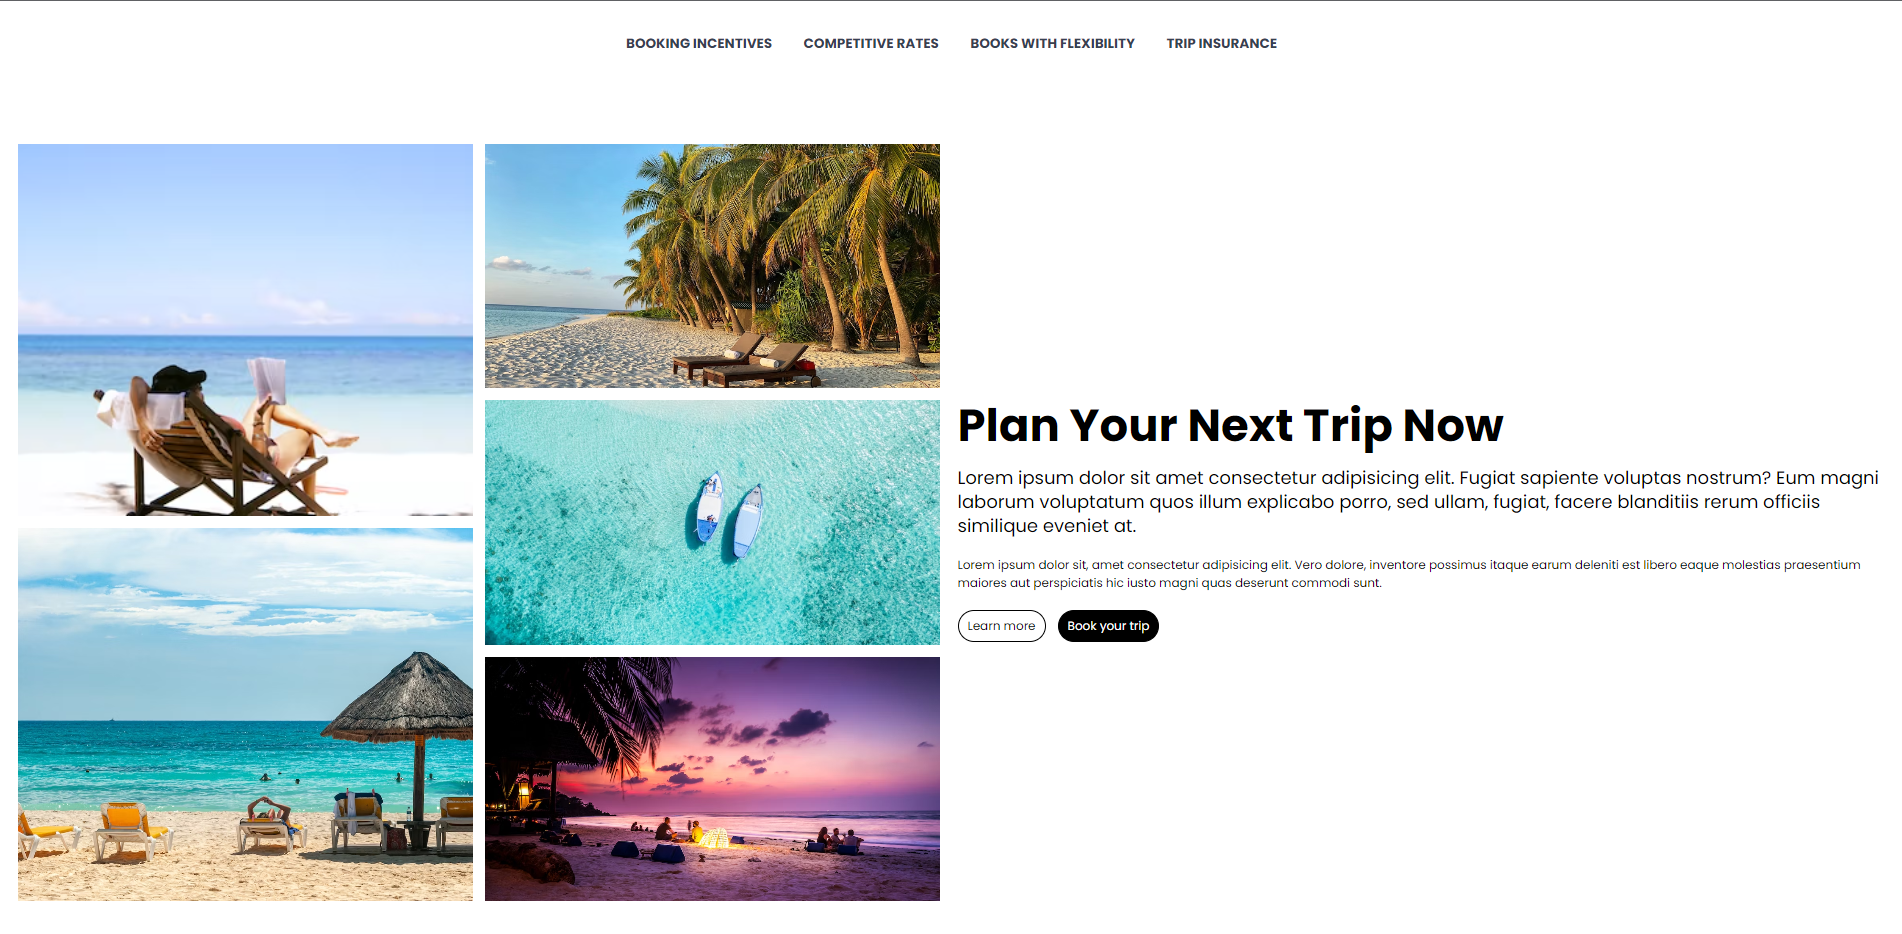 BOOKING INCENTIVES COMPETITIVE RATES BOOKS WITH FLEXIBILITY TRIP INSURANCE
Plan Your Next Trip Now
Lorem ipsum dolor sit amet consectetur adipisicing elit. Fugiat sapiente voluptas nostrum? Eum magni
laborum voluptatum quos illum explicabo porro, sed ullam, fugiat, facere blanditiis rerum officiis
similique eveniet at.
Lorem ipsum dolor sit, amet consectetur adipisicing elit. Vero dolore, inventore possimus itaque earum deleniti est libero eaque molestias praesentium
maiores aut perspiciatis hic iusto magni quas deserunt commodi sunt.
Learn more Book your trip